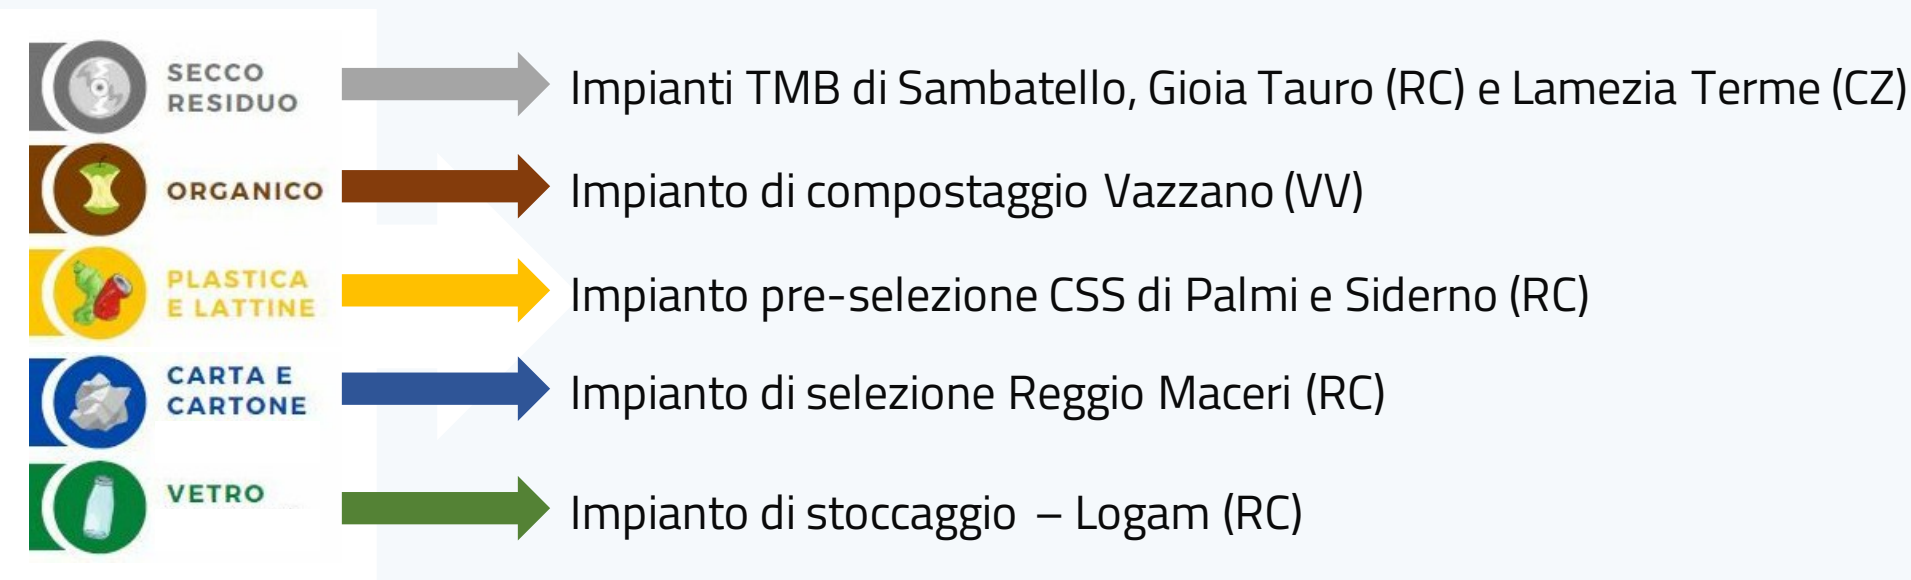 SECCO
RESIDUO
Impianti TMB di Sambatello, Gioia Tauro (RC) e Lamezia Terme (CZ)
ORGANICO
Impianto di compostaggio Vazzano (VV)
PLASTICA
E LATTINE
Impianto pre-selezione CSS di Palmi e Siderno (RC)
CARTA E
CARTONE
Impianto di selezione Reggio Maceri (RC)
VETRO
Impianto di stoccaggio – Logam (RC)